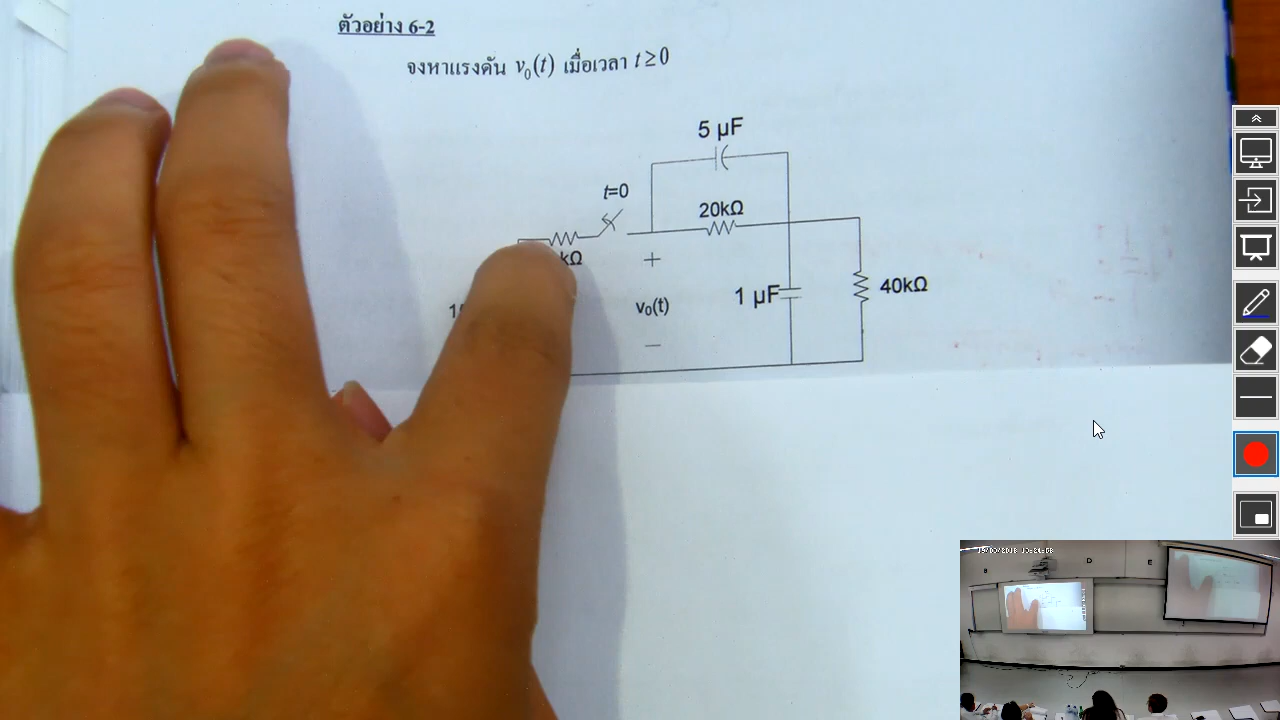 ตัวอย่าง 6-2
จงหาแรงดัน v₀(t) เมื่อเวลา t ≥ 0
5 μF
t=0
20kΩ
kΩ
+
v₀(t)
1 μF
40kΩ
−
B
D
E